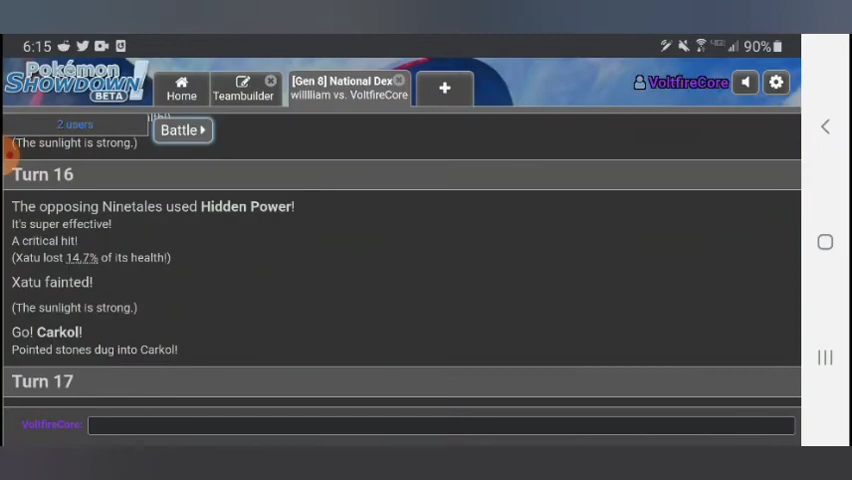 6:15
90%
Pokémon
SHOWDOWN!
BETA
Home
Teambuilder
[Gen 8] National Dex
willlliam vs. VoltfireCore
VoltfireCore
2 users
Battle
(The sunlight is strong.)
Turn 16
The opposing Ninetales used Hidden Power!
It's super effective!
A critical hit!
(Xatu lost 14.7% of its health!)
Xatu fainted!
(The sunlight is strong.)
Go! Carkol!
Pointed stones dug into Carkol!
Turn 17
VoltfireCore: